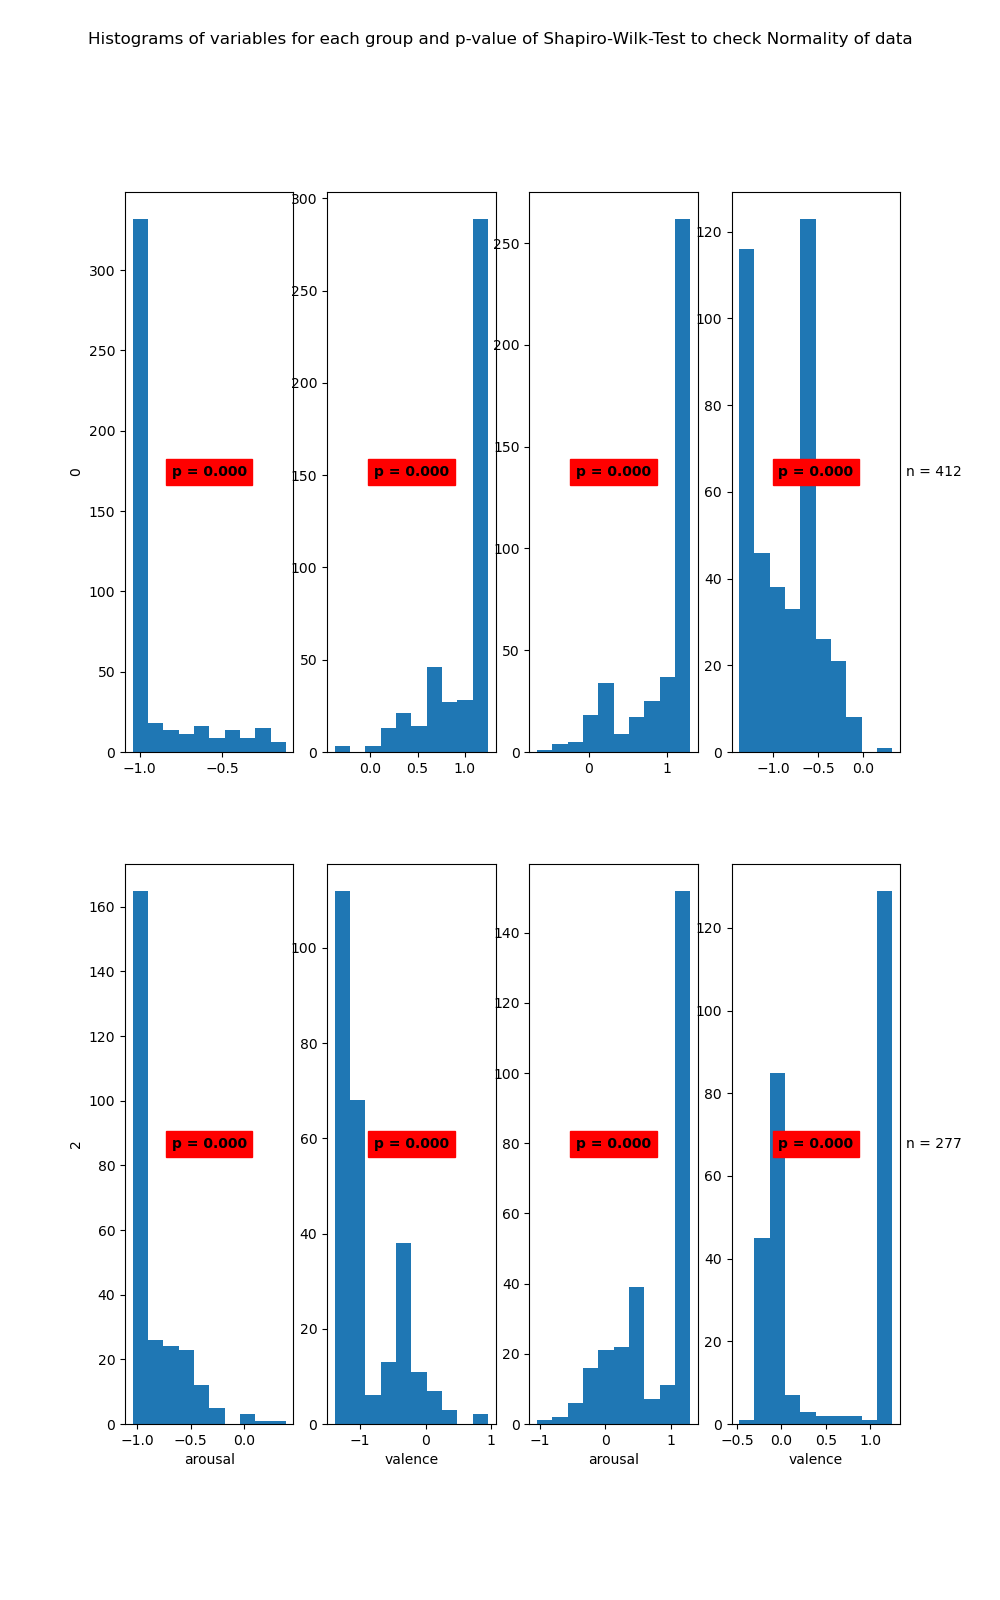 Histograms of variables for each group and p-value of Shapiro-Wilk-Test to check Normality of data
0
300
250
200
150
100
50
0
−1.0 −0.5
p = 0.000
300
250
200
150
100
50
0
0.0 0.5 1.0
p = 0.000
250
200
150
100
50
0
0 1
p = 0.000
120
100
80
60
40
20
0
−1.0 −0.5 0.0
p = 0.000
n = 412
2
160
140
120
100
80
60
40
20
0
−1.0 −0.5 0.0
arousal
p = 0.000
100
80
60
40
20
0
−1 0 1
valence
p = 0.000
140
120
100
80
60
40
20
0
−1 0 1
arousal
p = 0.000
120
100
80
60
40
20
0
−0.5 0.0 0.5 1.0
valence
p = 0.000
n = 277